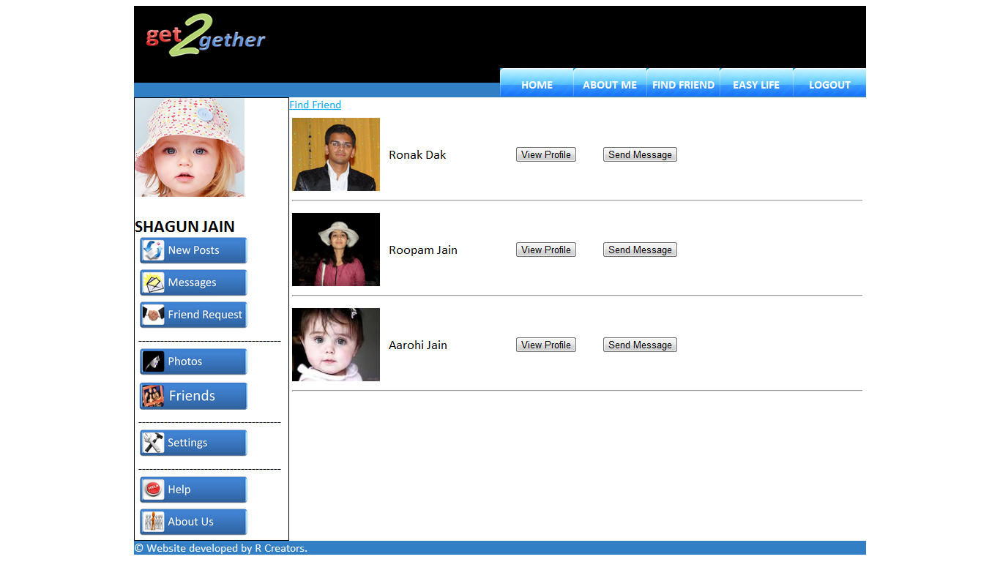 get2gether
HOME ABOUT ME FIND FRIEND EASY LIFE LOGOUT
Find Friend
Ronak Dak View Profile Send Message
SHAGUN JAIN
New Posts
Roopam Jain View Profile Send Message
Messages
Friend Request
--------------------------------------
Aarohi Jain View Profile Send Message
Photos
Friends
--------------------------------------
Settings
--------------------------------------
HELP Help
About Us
© Website developed by R Creators.